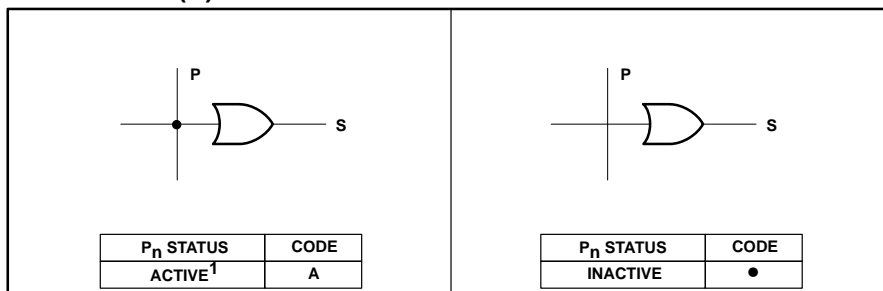 P
S
P
S
Pn STATUS CODE
ACTIVE1 A
Pn STATUS CODE
INACTIVE ●